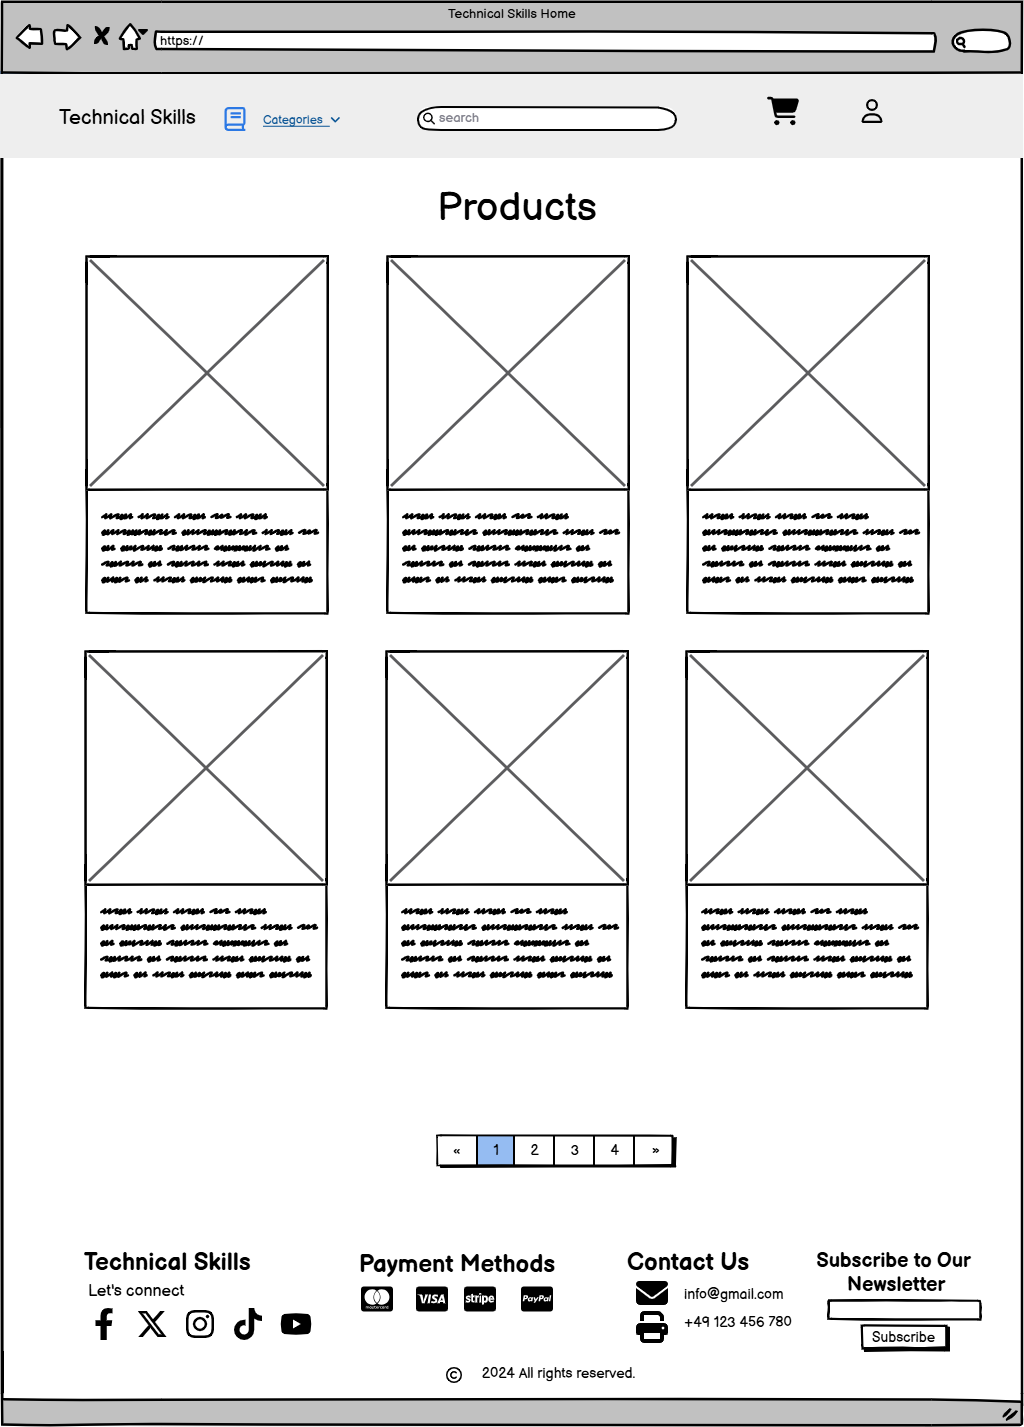 Technical Skills Home
https://
Technical Skills
Categories
search
Products
« 1 2 3 4 »
Technical Skills
Let's connect
Payment Methods
mastercard VISA stripe PayPal
Contact Us
info@gmail.com
+49 123 456 780
Subscribe to Our
Newsletter
Subscribe
© 2024 All rights reserved.